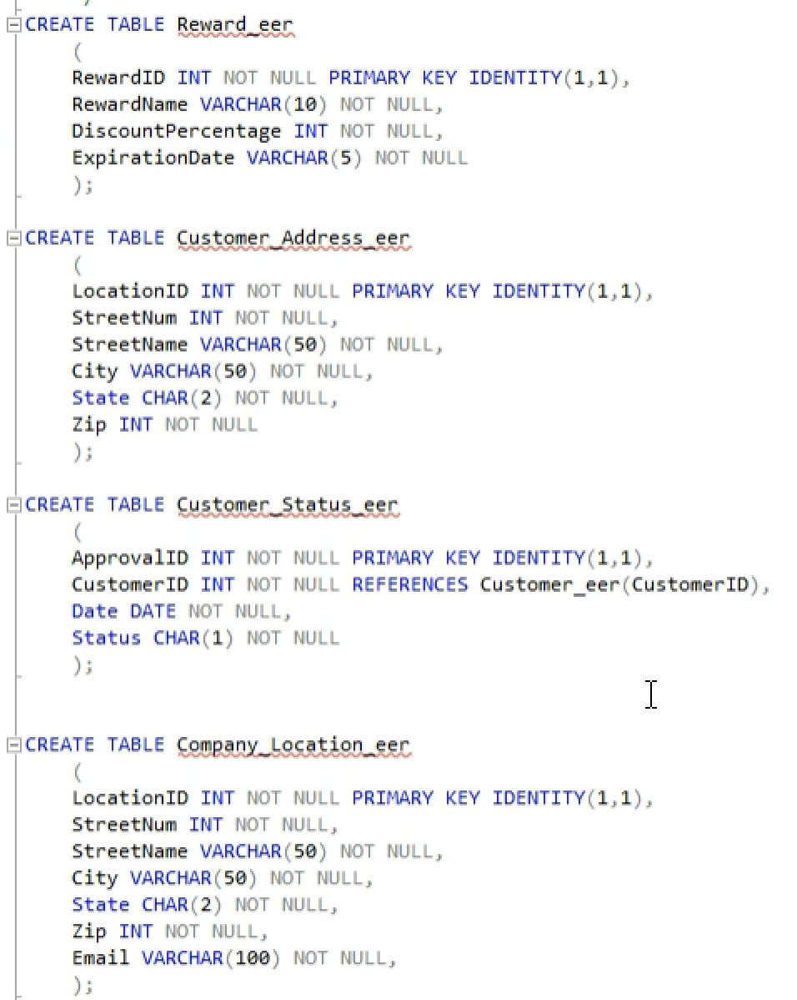 CREATE TABLE Reward_eer
(
RewardID INT NOT NULL PRIMARY KEY IDENTITY(1,1),
RewardName VARCHAR(10) NOT NULL,
DiscountPercentage INT NOT NULL,
ExpirationDate VARCHAR(5) NOT NULL
);
CREATE TABLE Customer_Address_eer
(
LocationID INT NOT NULL PRIMARY KEY IDENTITY(1,1),
StreetNum INT NOT NULL,
StreetName VARCHAR(50) NOT NULL,
City VARCHAR(50) NOT NULL,
State CHAR(2) NOT NULL,
Zip INT NOT NULL
);
CREATE TABLE Customer_Status_eer
(
ApprovalID INT NOT NULL PRIMARY KEY IDENTITY(1,1),
CustomerID INT NOT NULL REFERENCES Customer_eer(CustomerID),
Date DATE NOT NULL,
Status CHAR(1) NOT NULL
);
CREATE TABLE Company_Location_eer
(
LocationID INT NOT NULL PRIMARY KEY IDENTITY(1,1),
StreetNum INT NOT NULL,
StreetName VARCHAR(50) NOT NULL,
City VARCHAR(50) NOT NULL,
State CHAR(2) NOT NULL,
Zip INT NOT NULL,
Email VARCHAR(100) NOT NULL,
);